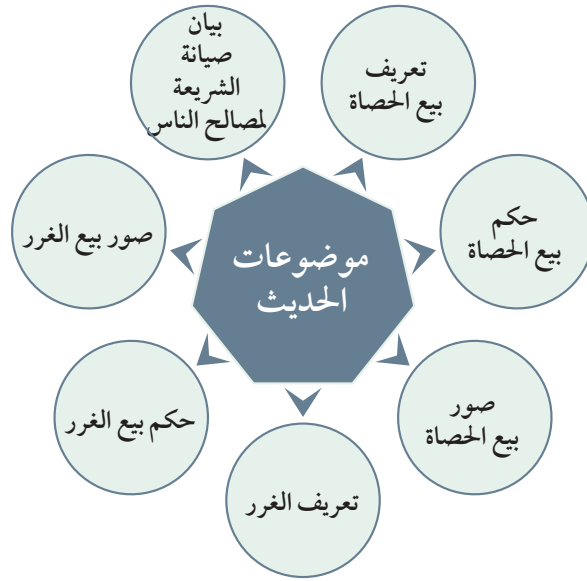 موضوعات
الحديث
تعريف
بيع الحصاة
حكم
بيع الحصاة
صور
بيع الحصاة
تعريف الغرر
حكم بيع الغرر
صور بيع الغرر
بيان
صيانة
الشريعة
لمصالح الناس